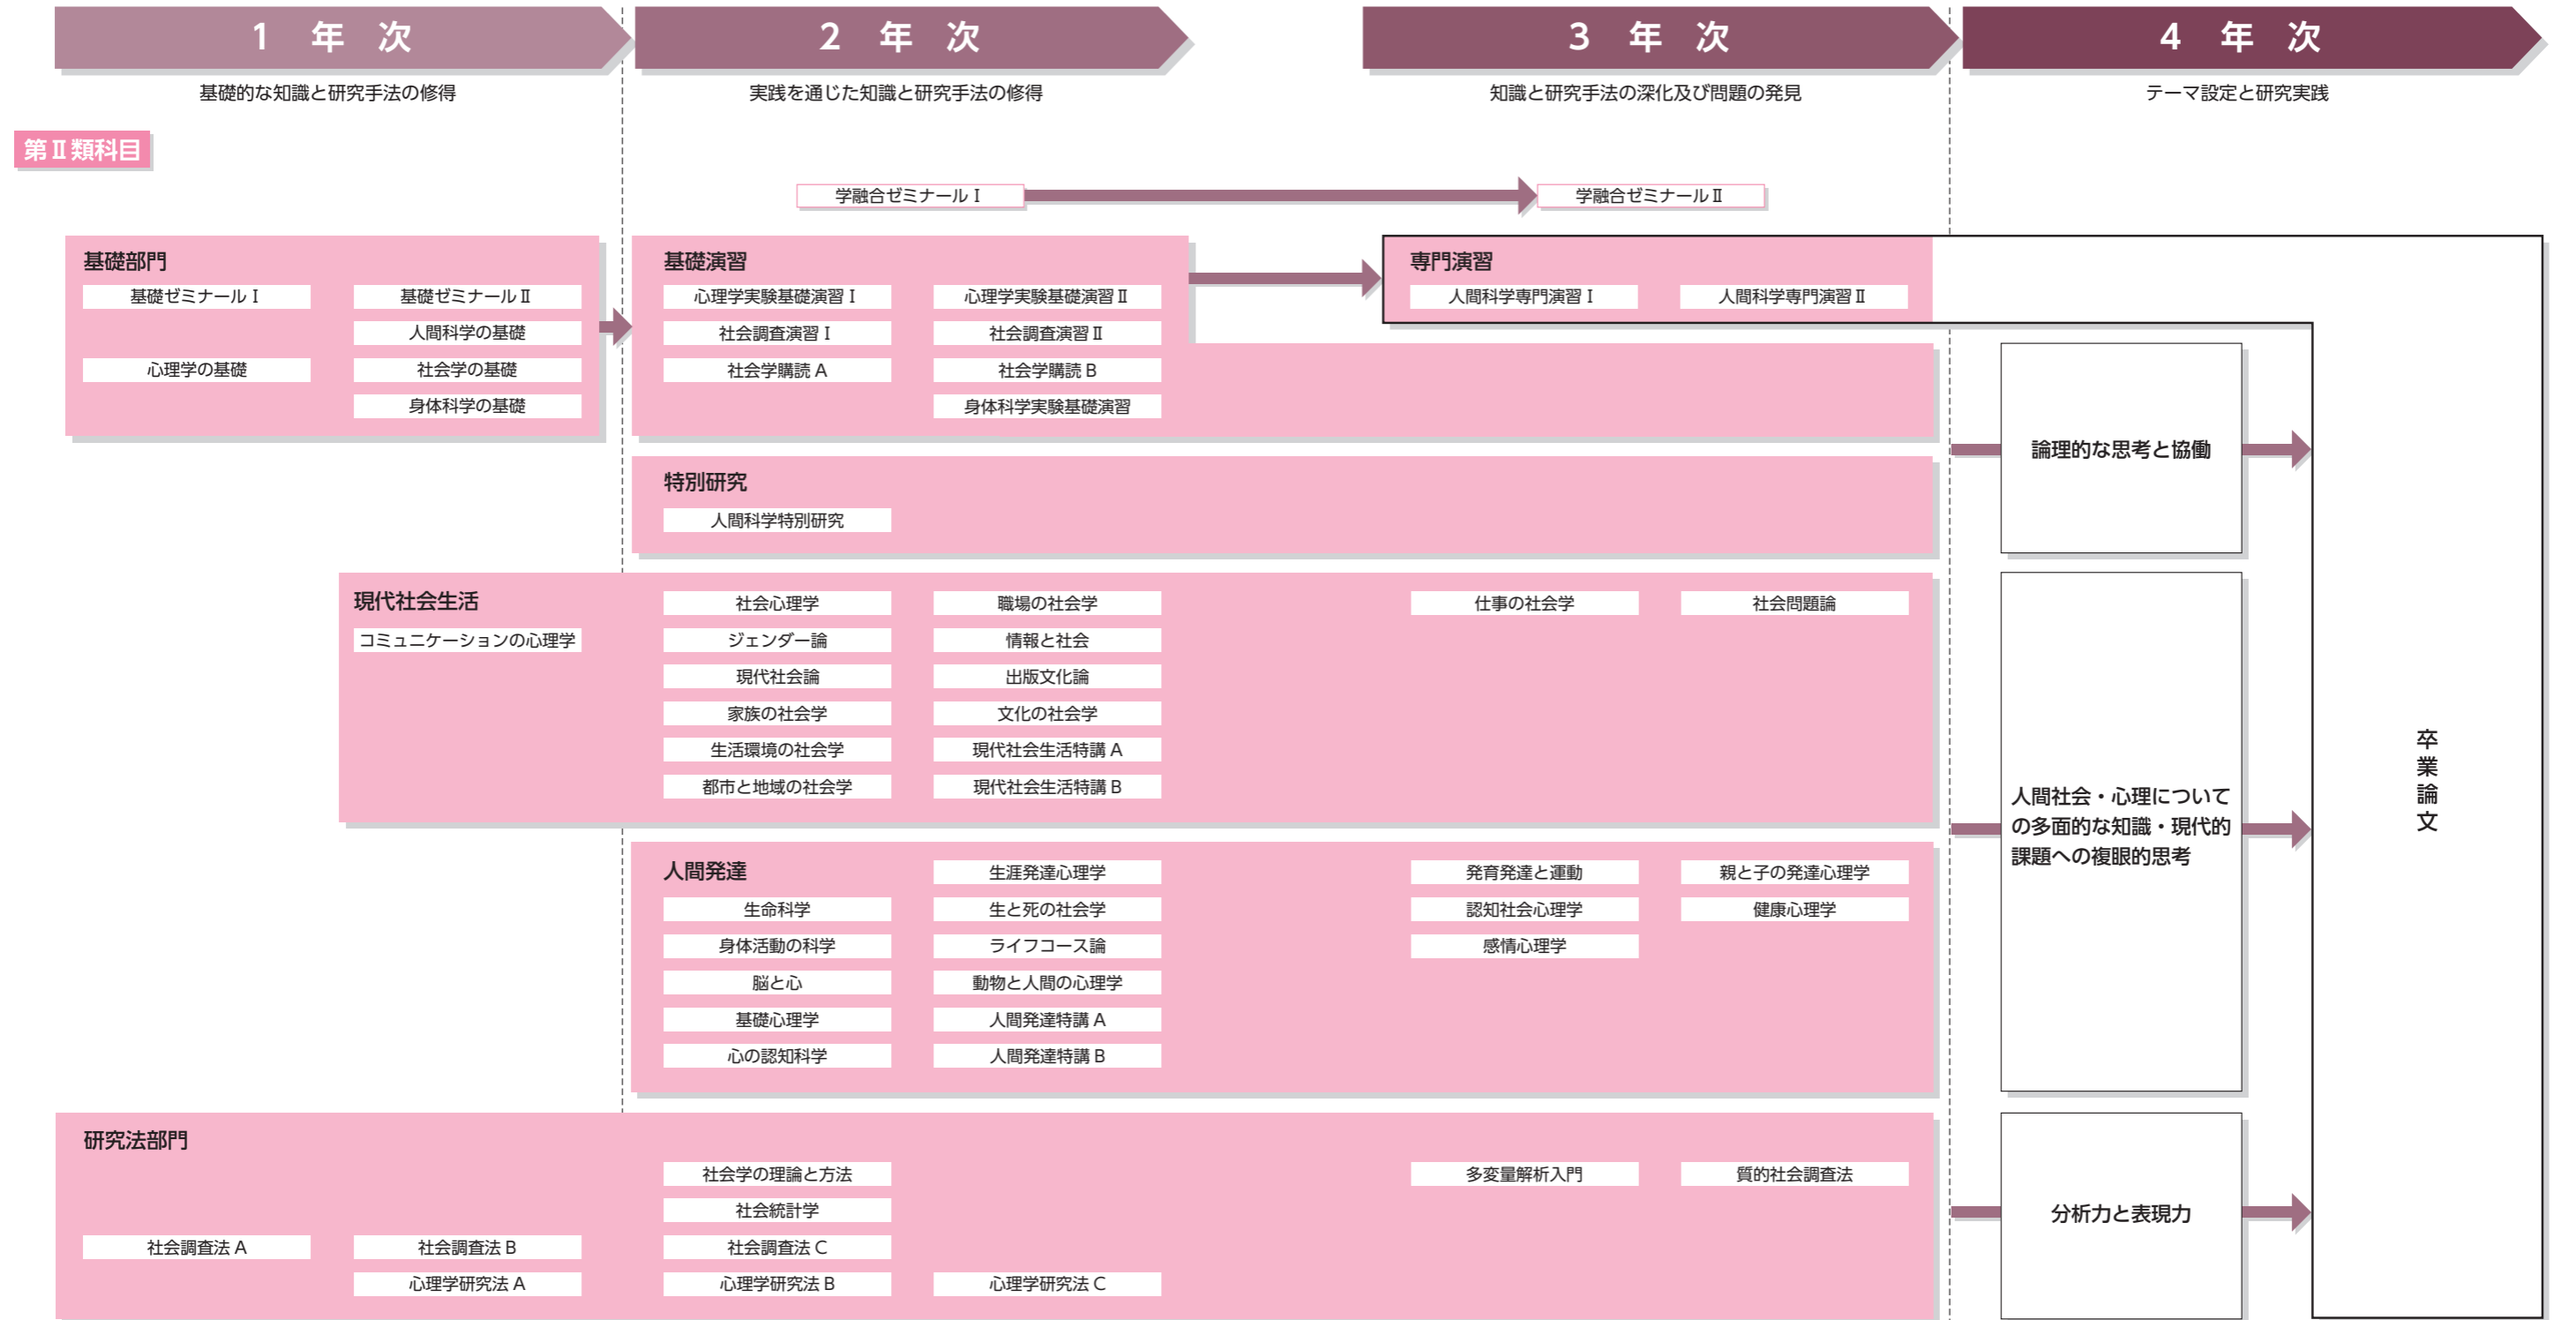 1 年 次
2 年 次
3 年 次
4 年 次
基礎的な知識と研究手法の修得
実践を通じた知識と研究手法の修得
知識と研究手法の深化及び問題の発見
テーマ設定と研究実践
第Ⅱ類科目
学融合ゼミナールⅠ
学融合ゼミナールⅡ
基礎部門
基礎ゼミナールⅠ
基礎ゼミナールⅡ
人間科学の基礎
心理学の基礎
社会学の基礎
身体科学の基礎
基礎演習
心理学実験基礎演習Ⅰ
心理学実験基礎演習Ⅱ
社会調査演習Ⅰ
社会調査演習Ⅱ
社会学購読 A
社会学購読 B
身体科学実験基礎演習
専門演習
人間科学専門演習Ⅰ
人間科学専門演習Ⅱ
特別研究
人間科学特別研究
現代社会生活
コミュニケーションの心理学
社会心理学
職場の社会学
仕事の社会学
社会問題論
ジェンダー論
情報と社会
現代社会論
出版文化論
家族の社会学
文化の社会学
生活環境の社会学
現代社会生活特講 A
都市と地域の社会学
現代社会生活特講 B
人間発達
生涯発達心理学
発育発達と運動
親と子の発達心理学
生命科学
生と死の社会学
認知社会心理学
健康心理学
身体活動の科学
ライフコース論
感情心理学
脳と心
動物と人間の心理学
基礎心理学
人間発達特講 A
心の認知科学
人間発達特講 B
研究法部門
社会学の理論と方法
多変量解析入門
質的社会調査法
社会統計学
社会調査法 A
社会調査法 B
社会調査法 C
心理学研究法 A
心理学研究法 B
心理学研究法 C
論理的な思考と協働
人間社会・心理について
の多面的な知識・現代的
課題への複眼的思考
分析力と表現力
卒業論文